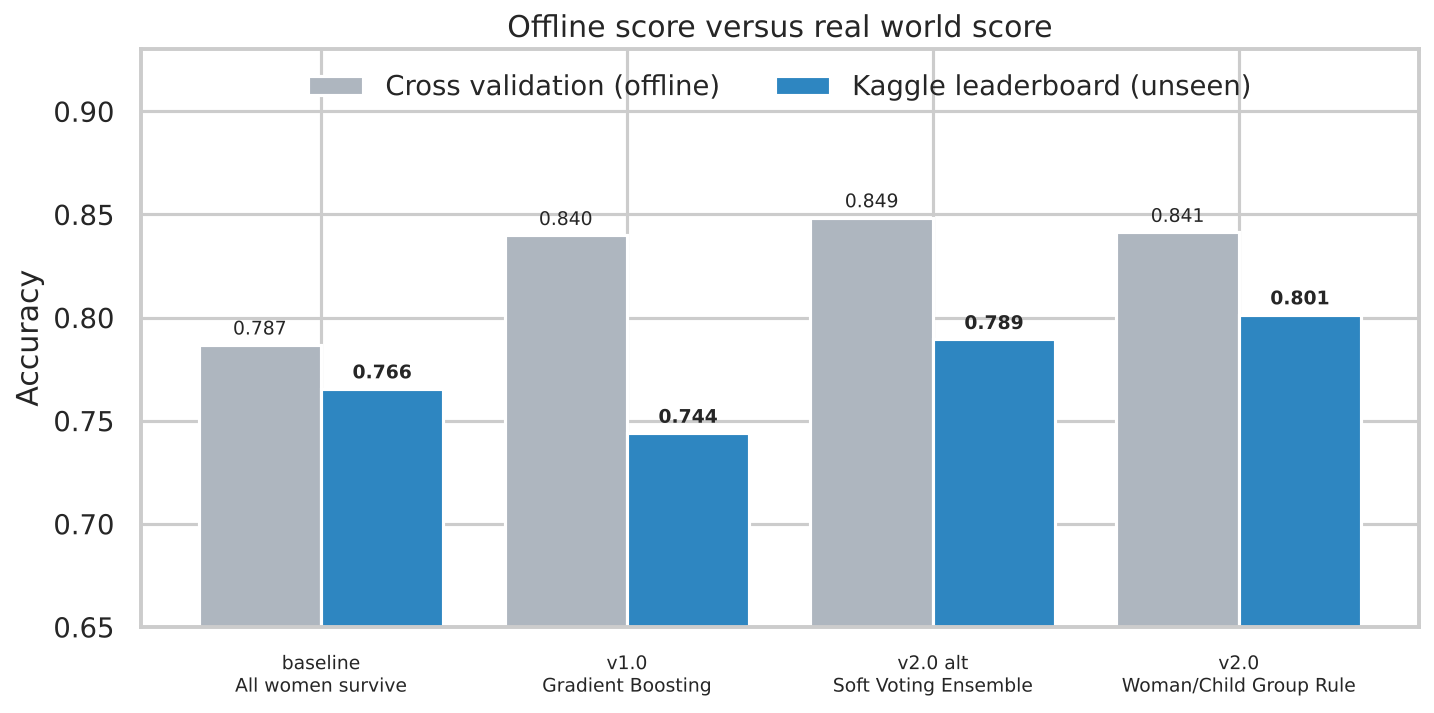 Offline score versus real world score
Cross validation (offline) Kaggle leaderboard (unseen)
Accuracy
0.90
0.85
0.80
0.75
0.70
0.65
0.787
0.766
0.840
0.744
0.849
0.789
0.841
0.801
baseline
All women survive
v1.0
Gradient Boosting
v2.0 alt
Soft Voting Ensemble
v2.0
Woman/Child Group Rule